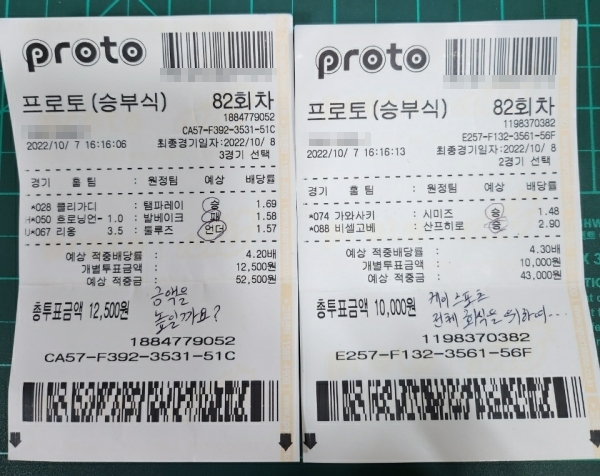 proto
프로토 (승부식) 82회차
1884779052
CA57-F392-3531-51C
2022/10/ 7 16:16:06 최종경기일자:2022/10/ 8
3경기 선택
경기 홈 팀 : 원정팀 예상 배당률
*028 클리가디 : 탬파레이 승 1.69
H*050 흐로닝언- 1.0 : 발베이크 패 1.58
U*067 리옹 3.5 : 툴루즈 언더 1.57
예상 적중배당률 4.20배
개별투표금액 : 12,500원
예상 적중금 : 52,500원
총투표금액 12,500원
금액을
높일까요?
1884779052
CA57-F392-3531-51C
proto
프로토 (승부식) 82회차
1198370382
E257-F132-3561-56F
2022/10/ 7 16:16:13 최종경기일자:2022/10/ 8
2경기 선택
경기 홈 팀 : 원정팀 예상 배당률
*074 가와사키 : 시미즈 승 1.48
*088 비셀고베 : 산프히로 승 2.90
예상 적중배당률 : 4.30배
개별투표금액 : 10,000원
예상 적중금 : 43,000원
총투표금액 10,000원
케이스포츠
전체 회식을 위하여...
1198370382
E257-F132-3561-56F